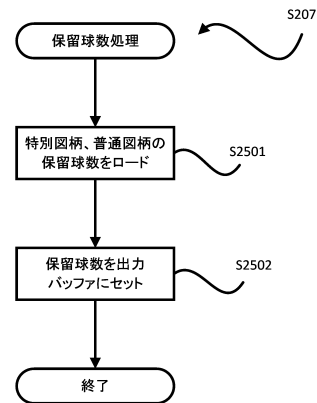 S207
保留球数処理
特別図柄、普通図柄の
保留球数をロード
S2501
保留球数を出力
バッファにセット
S2502
終了